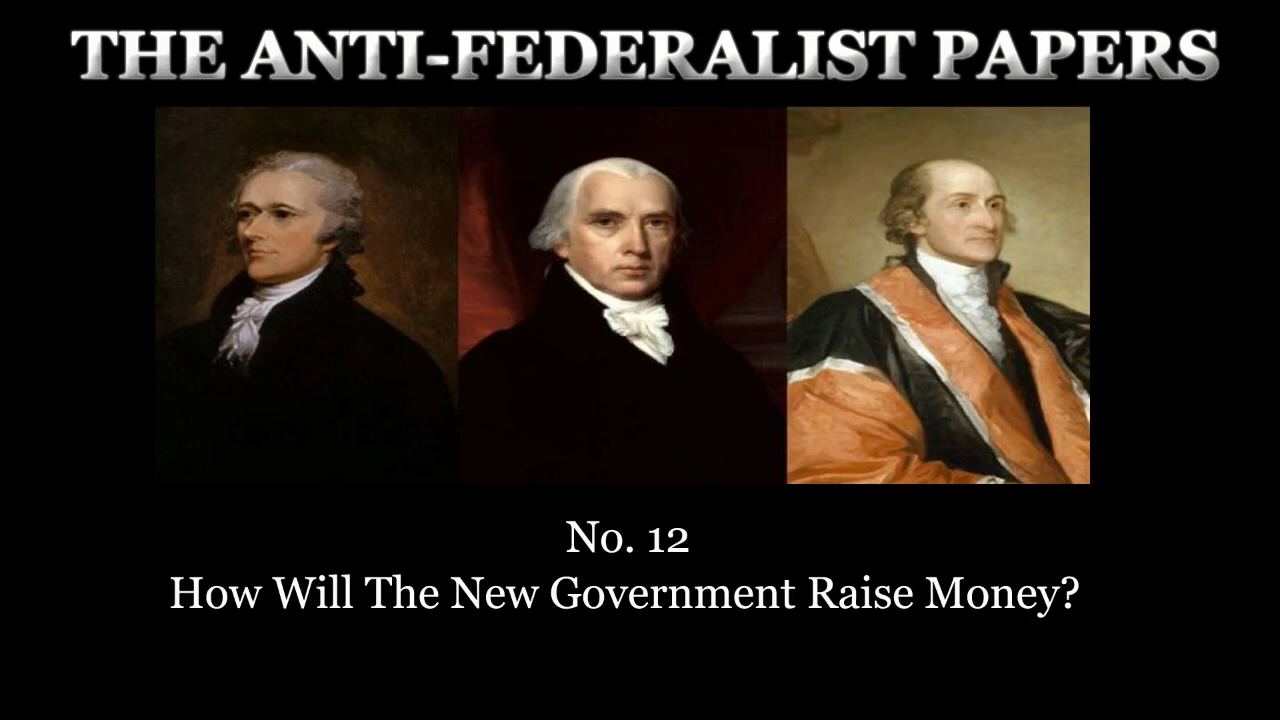 THE ANTI-FEDERALIST PAPERS
No. 12
How Will The New Government Raise Money?